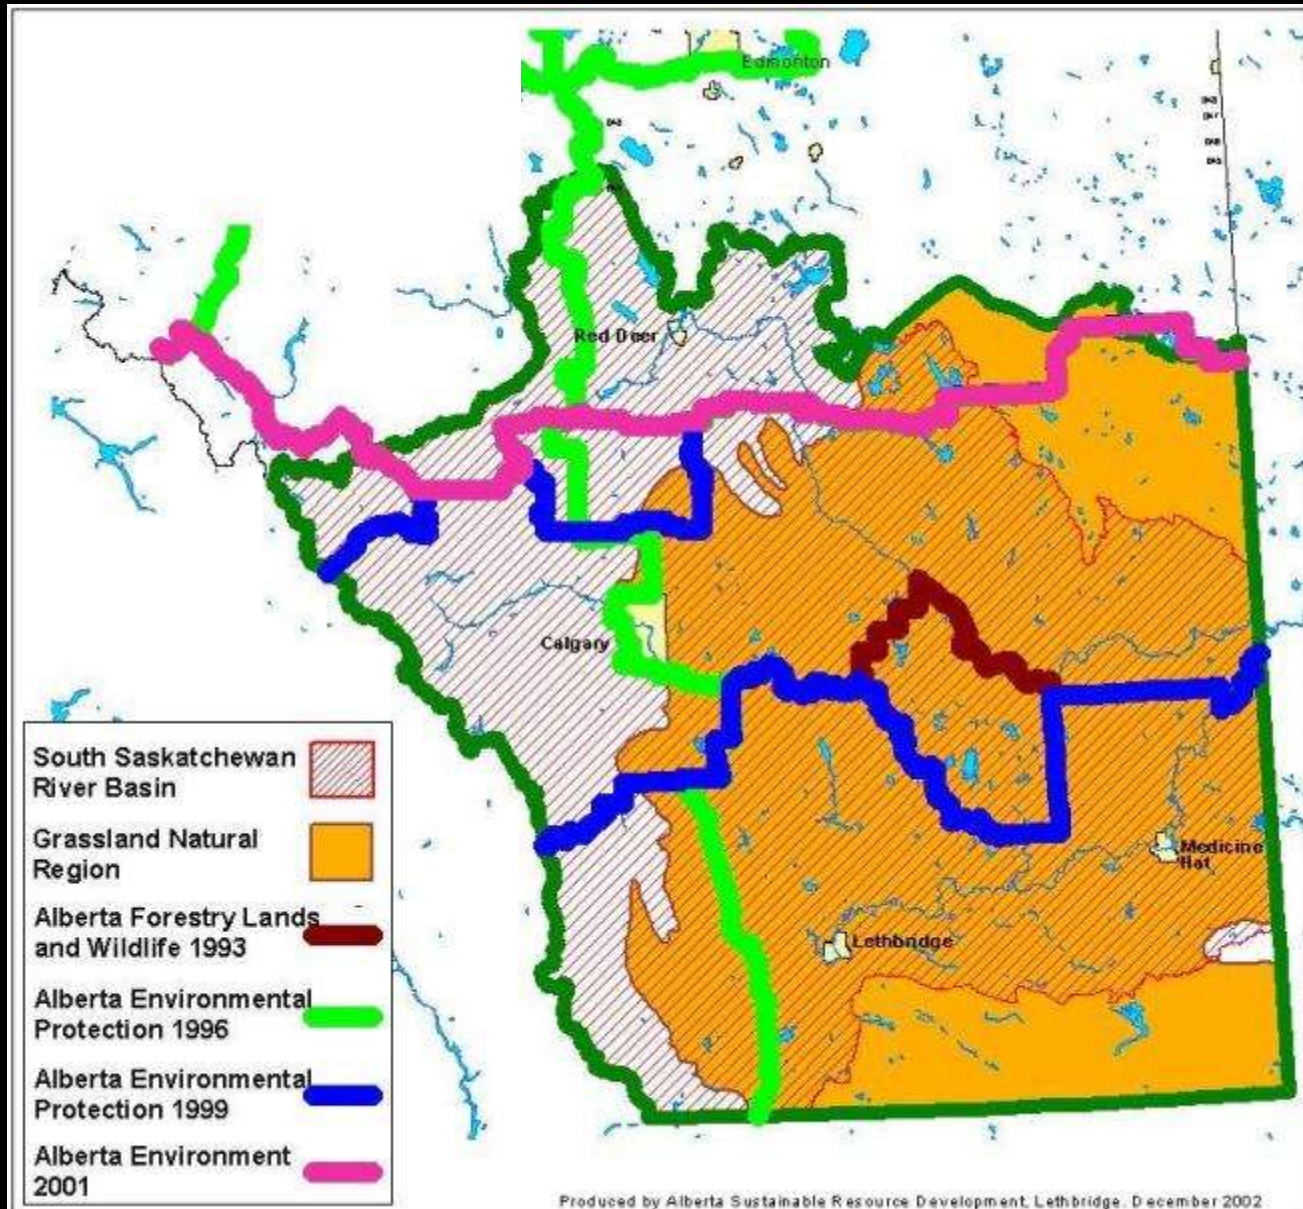 Edmonton
Red Deer
Calgary
Medicine
Hat
Lethbridge
South Saskatchewan
River Basin
Grassland Natural
Region
Alberta Forestry Lands
and Wildlife 1993
Alberta Environmental
Protection 1996
Alberta Environmental
Protection 1999
Alberta Environment
2001
Produced by Alberta Sustainable Resource Development, Lethbridge. December 2002